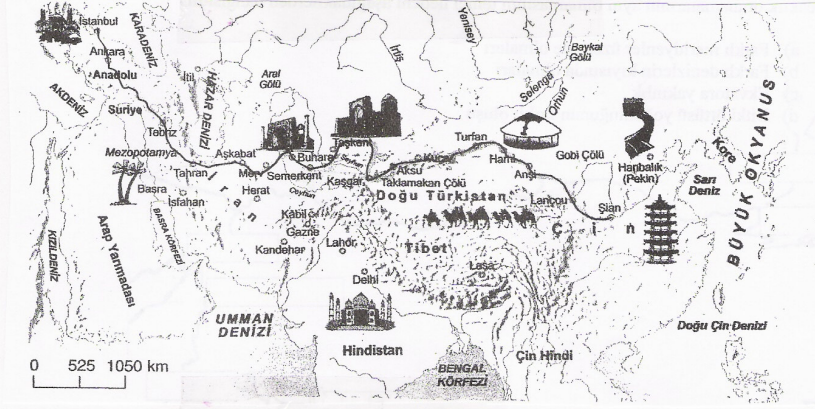 İstanbul
KARADENİZ
Ankara
Anadolu
AKDENİZ
Suriye
İtil
HAZAR DENİZİ
Aral
Gölü
İrtiş
Yenisey
Baykal
Gölü
Selenga
Orhun
Tebriz
Mezopotamya
Tahran
Aşkabat
Merv
Buhara
Semerkant
Taşkent
Kaşgar
Aksu
Kuça
Turfan
Hami
Anşi
Gobi Çölü
Hanbalık
(Pekin)
Kore
Sarı
Deniz
BÜYÜK OKYANUS
Taklamakan Çölü
Doğu Türkistan
Lançou
Şian
Çin
Basra
İsfahan
İran
Herat
Ceyhun
Kabil
Gazne
Kandehar
Lahor
Tibet
Lasa
Delhi
KIZILDENİZ
Arap Yarımadası
BASRA KÖRFEZİ
UMMAN
DENİZİ
Hindistan
BENGAL
KÖRFEZİ
Çin Hindi
Doğu Çin Denizi
0 525 1050 km